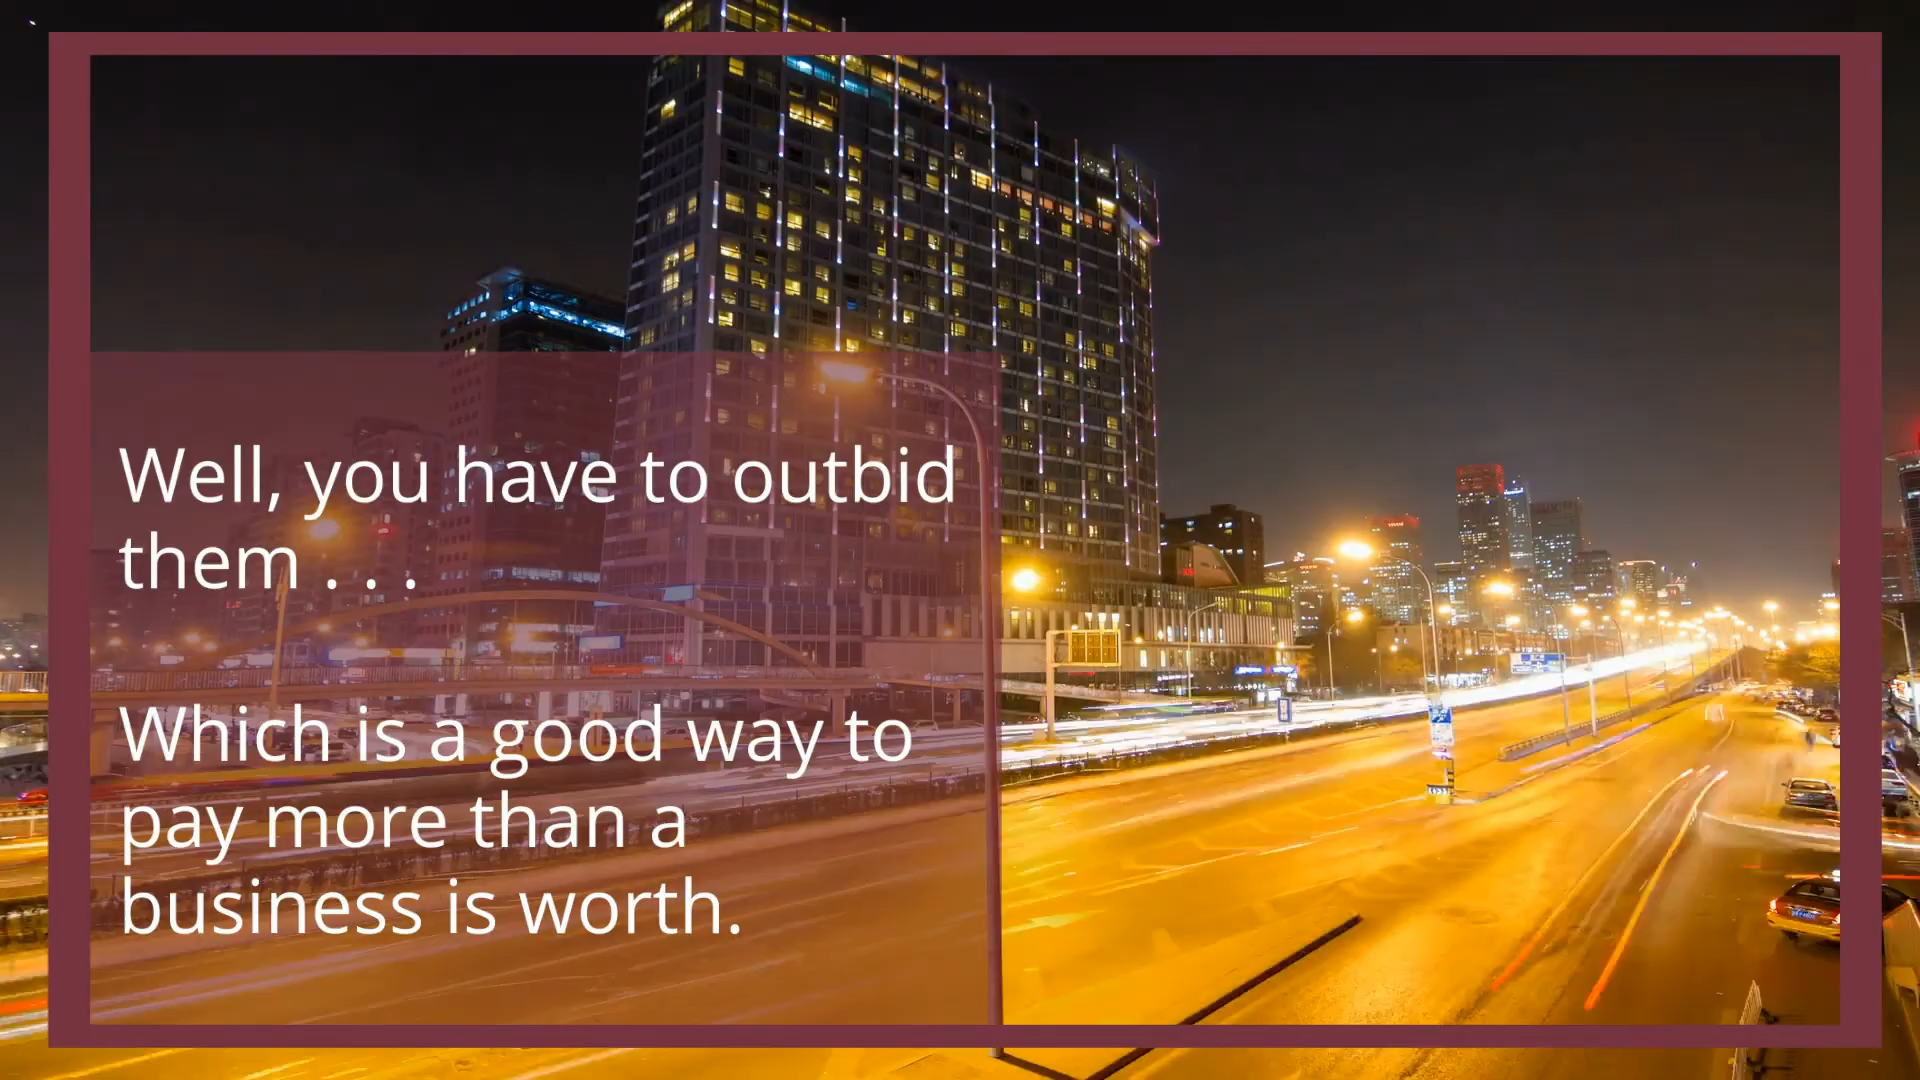 Well, you have to outbid
them . . .
Which is a good way to
pay more than a
business is worth.